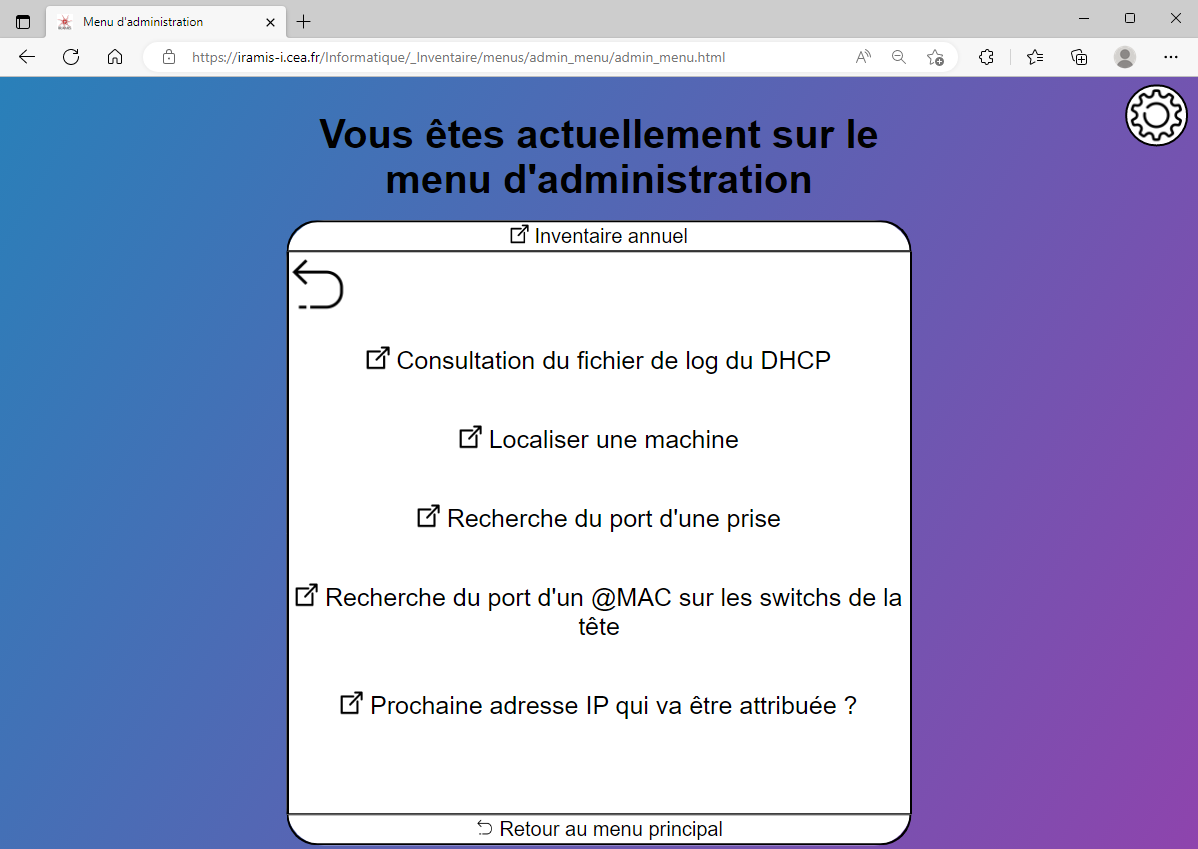 Menu d'administration
https://iramis-i.cea.fr/Informatique/_Inventaire/menus/admin_menu/admin_menu.html
Vous êtes actuellement sur le
menu d'administration
Inventaire annuel
Consultation du fichier de log du DHCP
Localiser une machine
Recherche du port d'une prise
Recherche du port d'un @MAC sur les switchs de la
tête
Prochaine adresse IP qui va être attribuée ?
Retour au menu principal